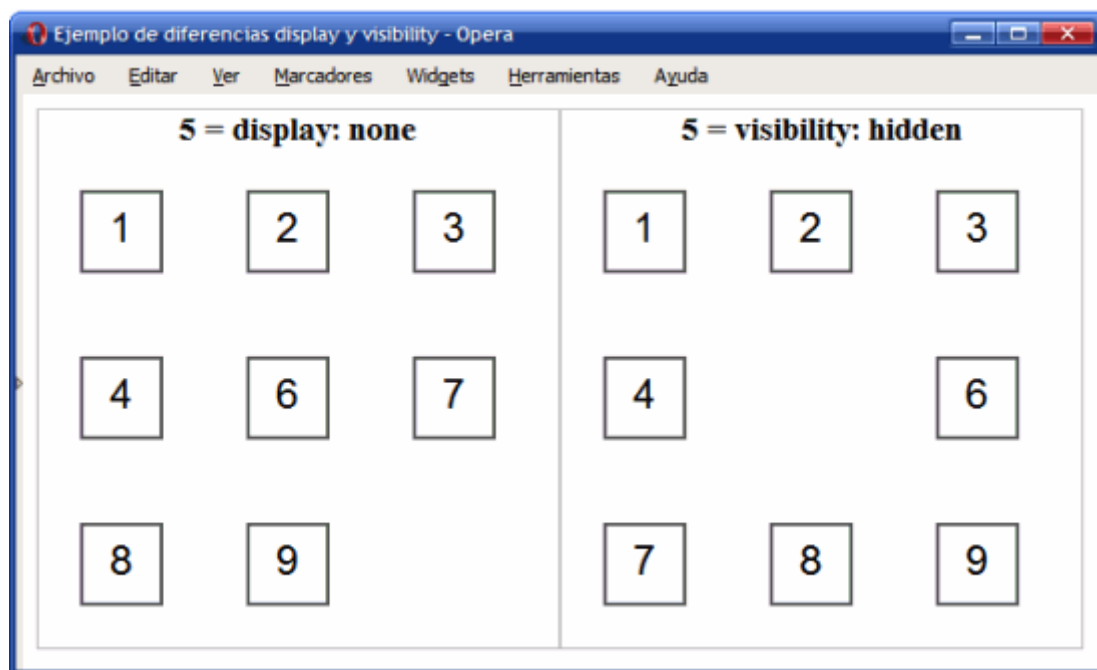 Ejemplo de diferencias display y visibility - Opera
Archivo Editar Ver Marcadores Widgets Herramientas Ayuda
5 = display: none
1 2 3
4 6 7
8 9
5 = visibility: hidden
1 2 3
4 6
7 8 9